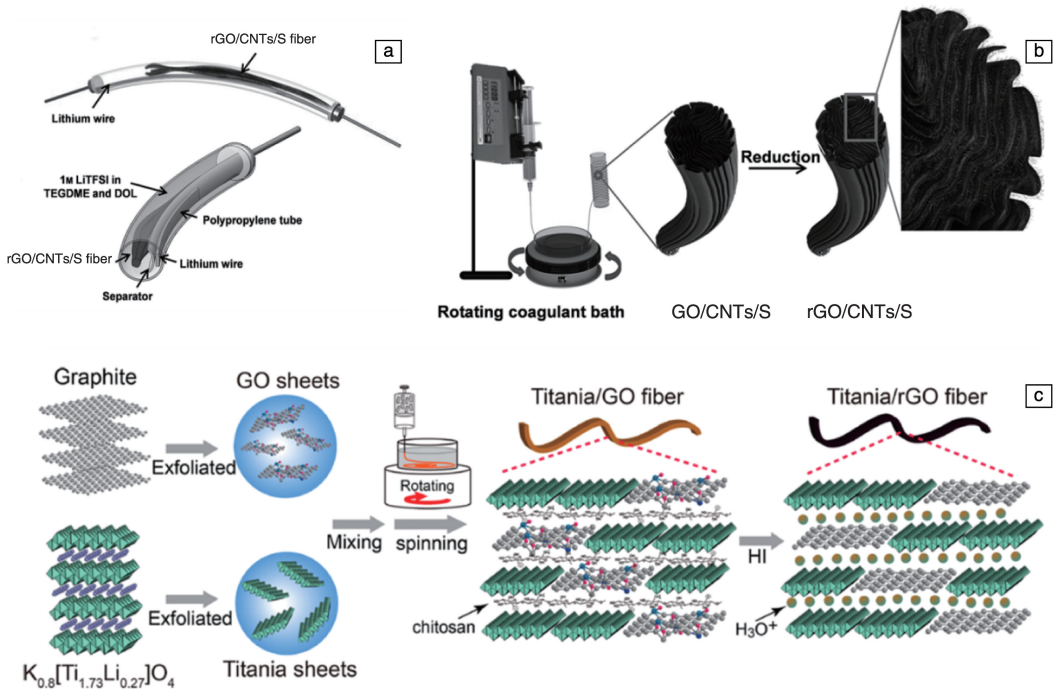 rGO/CNTs/S fiber
a
Lithium wire
1M LiTFSI in
TEGDME and DOL
Polypropylene tube
rGO/CNTs/S fiber
Lithium wire
Separator
b
Reduction
Rotating coagulant bath
GO/CNTs/S
rGO/CNTs/S
c
Graphite
GO sheets
Titania/GO fiber
Titania/rGO fiber
Exfoliated
Rotating
Mixing
spinning
HI
Exfoliated
chitosan
H₃O⁺
K₀.₈[Ti₁.₇₃Li₀.₂₇]O₄
Titania sheets